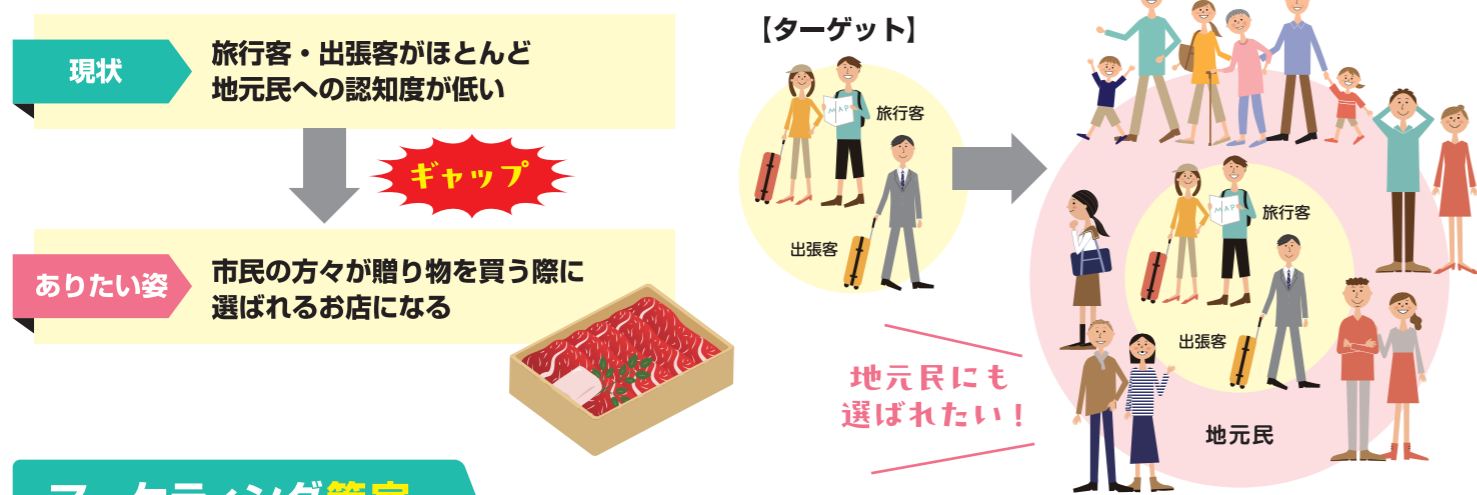 現状
旅行客・出張客がほとんど
地元民への認知度が低い
ギャップ
ありたい姿
市民の方々が贈り物を買う際に
選ばれるお店になる
【ターゲット】
MAP
旅行客
出張客
地元民にも
選ばれたい！
MAP
旅行客
出張客
地元民